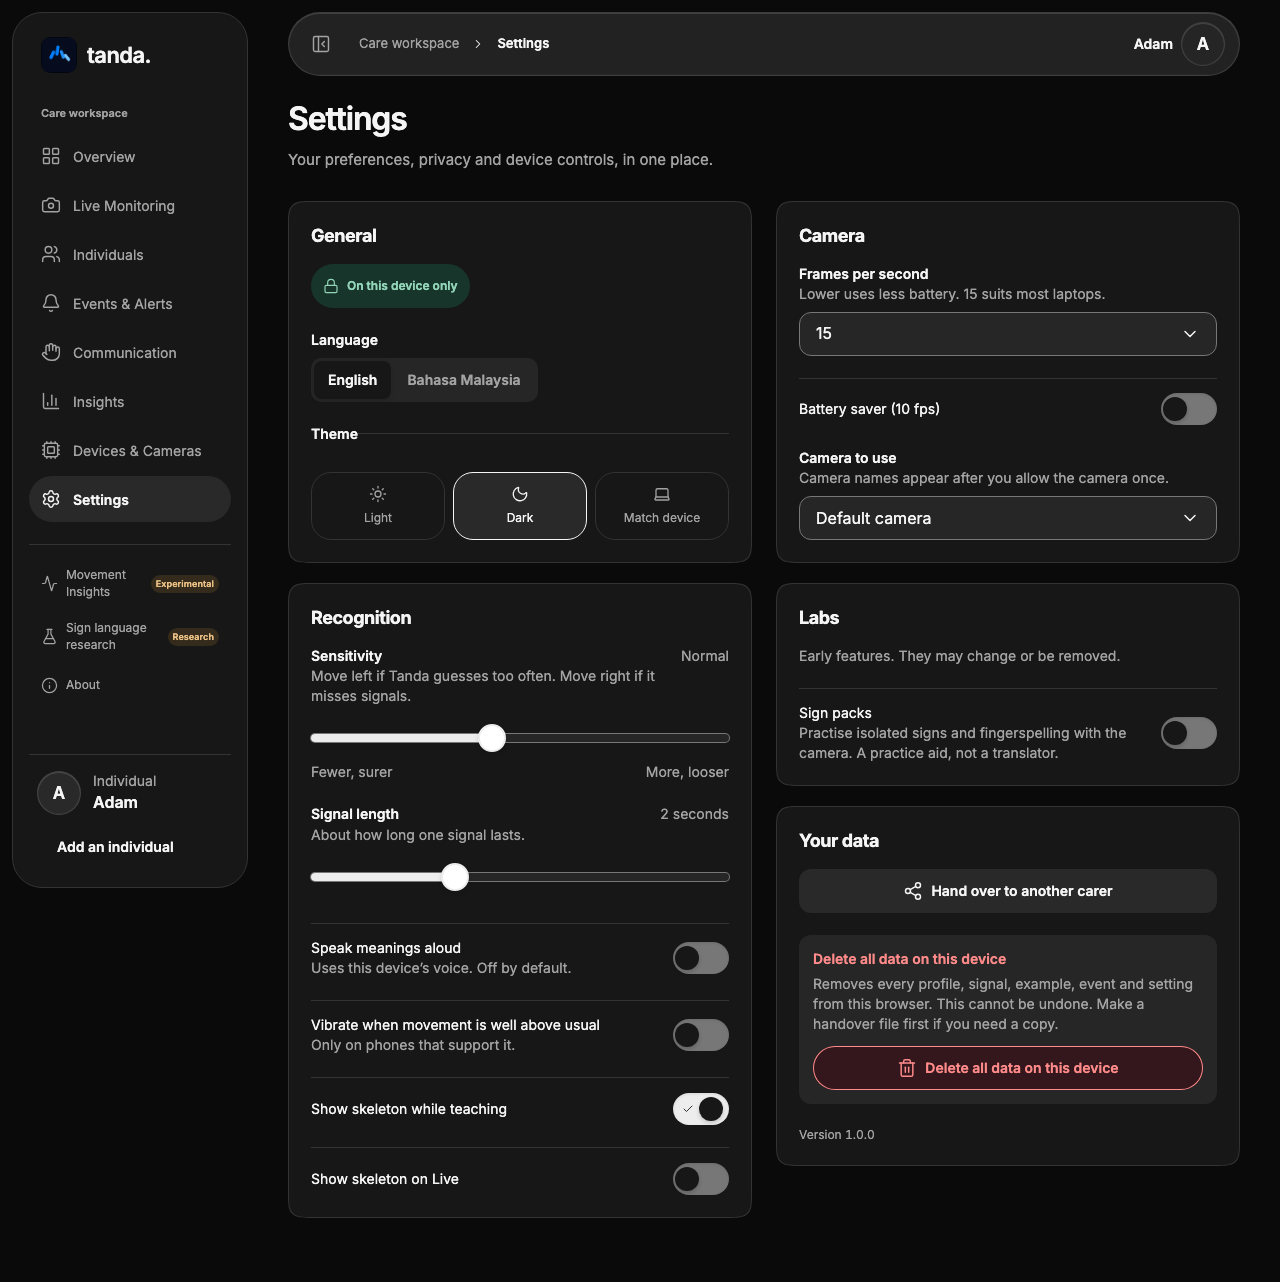 tanda.
Care workspace
Overview
Live Monitoring
Individuals
Events & Alerts
Communication
Insights
Devices & Cameras
Settings
Movement
Insights
Experimental
Sign language
research
Research
About
A
Individual
Adam
Add an individual
Care workspace > Settings
Adam
A
Settings
Your preferences, privacy and device controls, in one place.
General
On this device only
Language
English
Bahasa Malaysia
Theme
Light
Dark
Match device
Camera
Frames per second
Lower uses less battery. 15 suits most laptops.
15
Battery saver (10 fps)
Camera to use
Camera names appear after you allow the camera once.
Default camera
Recognition
Sensitivity
Normal
Move left if Tanda guesses too often. Move right if it
misses signals.
Fewer, surer
More, looser
Signal length
2 seconds
About how long one signal lasts.
Speak meanings aloud
Uses this device’s voice. Off by default.
Vibrate when movement is well above usual
Only on phones that support it.
Show skeleton while teaching
Show skeleton on Live
Labs
Early features. They may change or be removed.
Sign packs
Practise isolated signs and fingerspelling with the
camera. A practice aid, not a translator.
Your data
Hand over to another carer
Delete all data on this device
Removes every profile, signal, example, event and setting
from this browser. This cannot be undone. Make a
handover file first if you need a copy.
Delete all data on this device
Version 1.0.0